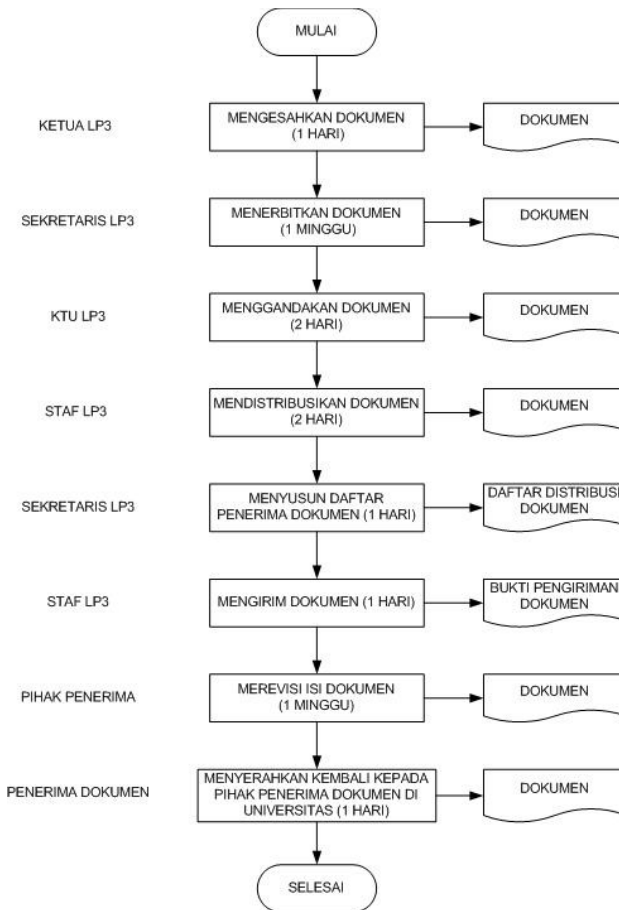 MULAI
KETUA LP3
MENGESAHKAN DOKUMEN
(1 HARI)
DOKUMEN
SEKRETARIS LP3
MENERBITKAN DOKUMEN
(1 MINGGU)
DOKUMEN
KTU LP3
MENGGANDAKAN DOKUMEN
(2 HARI)
DOKUMEN
STAF LP3
MENDISTRIBUSIKAN DOKUMEN
(2 HARI)
DOKUMEN
SEKRETARIS LP3
MENYUSUN DAFTAR
PENERIMA DOKUMEN (1 HARI)
DAFTAR DISTRIBUSI
DOKUMEN
STAF LP3
MENGIRIM DOKUMEN (1 HARI)
BUKTI PENGIRIMAN
DOKUMEN
PIHAK PENERIMA
MEREVISI ISI DOKUMEN
(1 MINGGU)
DOKUMEN
PENERIMA DOKUMEN
MENYERAHKAN KEMBALI KEPADA
PIHAK PENERIMA DOKUMEN DI
UNIVERSITAS (1 HARI)
DOKUMEN
SELESAI